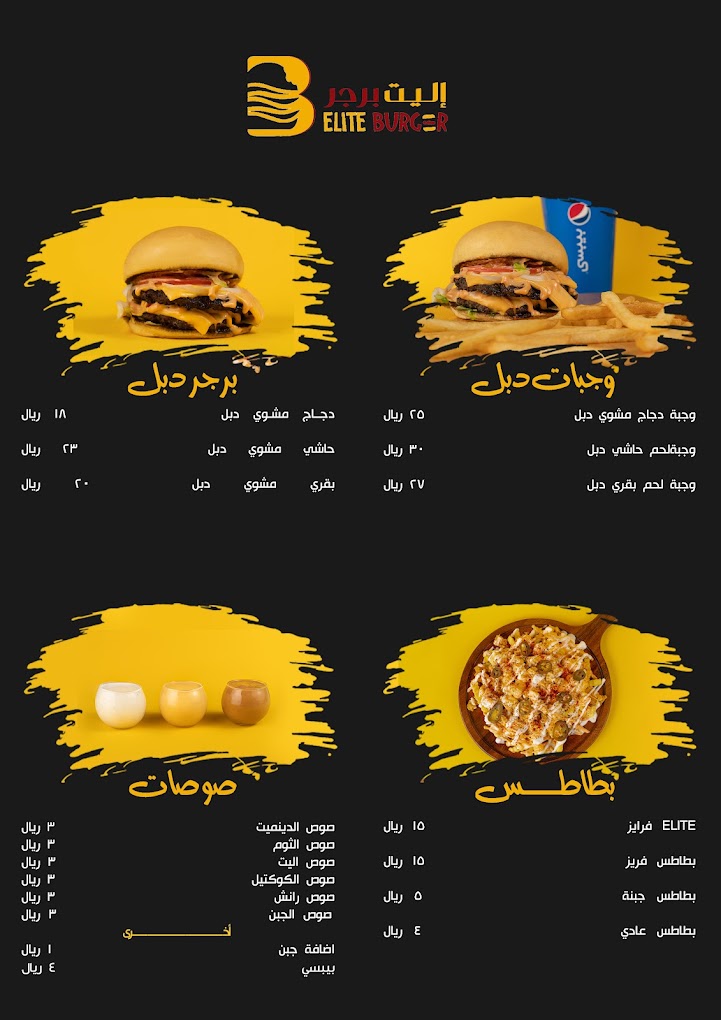 إليت برجر
ELITE BURGER
بيبسي
وجبات دبل
وجبة دجاج مشوي دبل ٢٥ ريال
وجبةلحم حاشي دبل ٣٠ ريال
وجبة لحم بقري دبل ٢٧ ريال
برجر دبل
دجاج مشوي دبل ١٨ ريال
حاشي مشوي دبل ٢٣ ريال
بقري مشوي دبل ٢٠ ريال
بطاطس
ELITE فرايز ١٥ ريال
بطاطس فريز ١٥ ريال
بطاطس جبنة ٥ ريال
بطاطس عادي ٤ ريال
صوصات
صوص الدينميت ٣ ريال
صوص الثوم ٣ ريال
صوص اليت ٣ ريال
صوص الكوكتيل ٣ ريال
صوص رانش ٣ ريال
صوص الجبن ٣ ريال
أخرى
اضافة جبن ١ ريال
بيبسي ٤ ريال